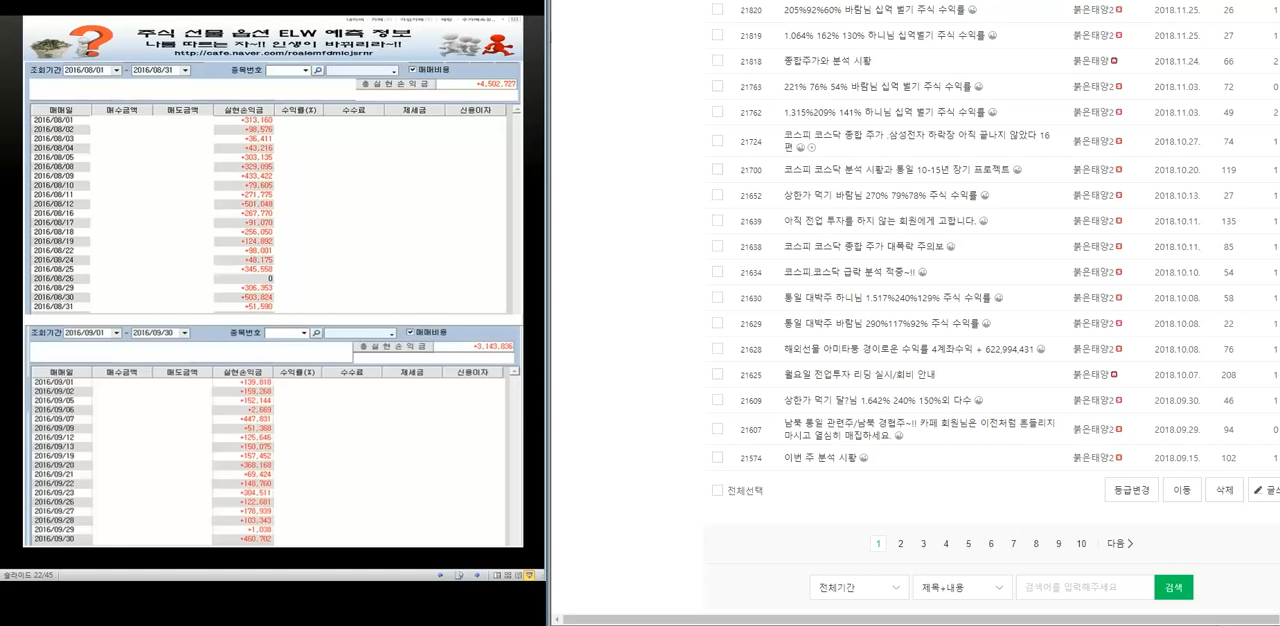 주식 선물 옵션 ELW 예측 정보
나를 따르는 자~!! 인생이 바뀌리라~!!
조회기간 2016/08/01 ~ 2016/08/31 종목번호 매매비용
총 실 현 손 익 금 +4,502,727
매매일 매수금액 매도금액 실현손익금 수익률(%) 수수료 제세금 신용이자
2016/08/01 +313,160
2016/08/02 +98,576
2016/08/03 +36,411
2016/08/04 +43,216
2016/08/05 +303,135
2016/08/08 +329,095
2016/08/09 +433,422
2016/08/10 +79,605
2016/08/11 +271,775
2016/08/12 +501,048
2016/08/16 +267,770
2016/08/17 +91,070
2016/08/18 +256,050
2016/08/19 +124,892
2016/08/22 +98,001
2016/08/24 +48,175
2016/08/25 +345,558
2016/08/26 0
2016/08/29 +306,353
2016/08/30 +503,824
2016/08/31 +51,590
조회기간 2016/09/01 ~ 2016/09/30 종목번호 매매비용
총 실 현 손 익 금 +3,143,836
매매일 매수금액 매도금액 실현손익금 수익률(%) 수수료 제세금 신용이자
2016/09/01 +139,818
2016/09/02 +159,268
2016/09/05 +152,144
2016/09/06 +2,669
2016/09/07 +447,831
2016/09/09 +51,368
2016/09/12 +125,646
2016/09/13 +150,075
2016/09/19 +157,452
2016/09/20 +368,168
2016/09/21 +69,424
2016/09/22 +148,760
2016/09/23 +304,511
2016/09/26 +122,681
2016/09/27 +178,939
2016/09/28 +103,343
2016/09/29 +1,038
2016/09/30 +460,702
슬라이드 22/45
21820 205%92%60% 바람님 십억 벌기 주식 수익률 붉은태양2 2018.11.25. 26 1
21819 1.064% 162% 130% 하나님 십억벌기 주식 수익률 붉은태양2 2018.11.25. 27 1
21818 종합주가와 분석 시황 붉은태양2 2018.11.24. 66 2
21763 221% 76% 54% 바람님 십억 벌기 주식 수익률 붉은태양2 2018.11.03. 72 0
21762 1.315%209% 141% 하나님 십억 벌기 주식 수익률 붉은태양2 2018.11.03. 49 2
21724 코스피 코스닥 종합 주가 .삼성전자 하락장 아직 끝나지 않았다 16
편 붉은태양2 2018.10.27. 74 1
21700 코스피 코스닥 분석 시황과 통일 10-15년 장기 프로젝트 붉은태양2 2018.10.20. 119 1
21652 상한가 먹기 바람님 270% 79%78% 주식 수익률 붉은태양2 2018.10.13. 27 1
21639 아직 전업 투자를 하지 않는 회원에게 고합니다. 붉은태양2 2018.10.11. 135 1
21638 코스피 코스닥 종합 주가 대폭락 주의보 붉은태양2 2018.10.11. 85 1
21634 코스피.코스닥 급락 분석 적중~!! 붉은태양2 2018.10.10. 54 1
21630 통일 대박주 하나님 1.517%240%129% 주식 수익률 붉은태양2 2018.10.08. 58 1
21629 통일 대박주 바람님 200%117%92% 주식 수익률 붉은태양2 2018.10.08. 22 1
21628 해외선물 아미타불 경이로운 수익률 4계좌수익 + 622,994,431 붉은태양2 2018.10.08. 76 1
21625 월요일 전업투자 리딩 실시/회비 안내 붉은태양2 2018.10.07. 208 1
21609 상한가 먹기 달?님 1.642% 240% 150%외 다수 붉은태양2 2018.09.30. 46 1
21607 남북 통일 관련주/남북 경협주~!! 카페 회원님은 이전처럼 흔들리지
마시고 열심히 매집하세요. 붉은태양2 2018.09.29. 94 0
21574 이번 주 분석 시황 붉은태양2 2018.09.15. 102 1
전체선택 등급변경 이동 삭제
1 2 3 4 5 6 7 8 9 10 다음
전체기간 제목+내용 검색어를 입력해주세요 검색